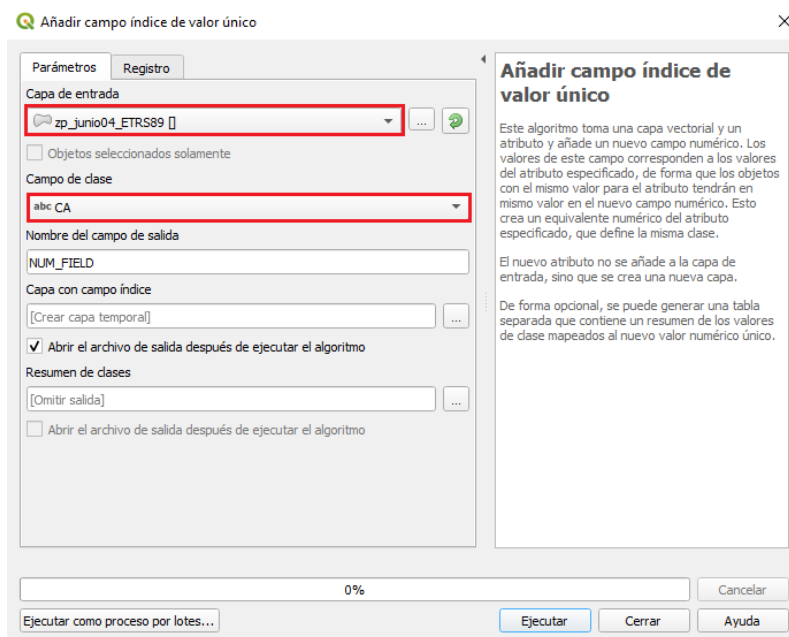 Añadir campo índice de valor único
Parámetros
Registro
Capa de entrada
zp_junio04_ETRS89 []
...
Objetos seleccionados solamente
Campo de clase
abc CA
Nombre del campo de salida
NUM_FIELD
Capa con campo índice
[Crear capa temporal]
...
Abrir el archivo de salida después de ejecutar el algoritmo
Resumen de clases
[Omitir salida]
...
Abrir el archivo de salida después de ejecutar el algoritmo
Añadir campo índice de
valor único
Este algoritmo toma una capa vectorial y un
atributo y añade un nuevo campo numérico. Los
valores de este campo corresponden a los valores
del atributo especificado, de forma que los objetos
con el mismo valor para el atributo tendrán en
mismo valor en el nuevo campo numérico. Esto
crea un equivalente numérico del atributo
especificado, que define la misma clase.
El nuevo atributo no se añade a la capa de
entrada, sino que se crea una nueva capa.
De forma opcional, se puede generar una tabla
separada que contiene un resumen de los valores
de clase mapeados al nuevo valor numérico único.
0%
Cancelar
Ejecutar como proceso por lotes...
Ejecutar
Cerrar
Ayuda